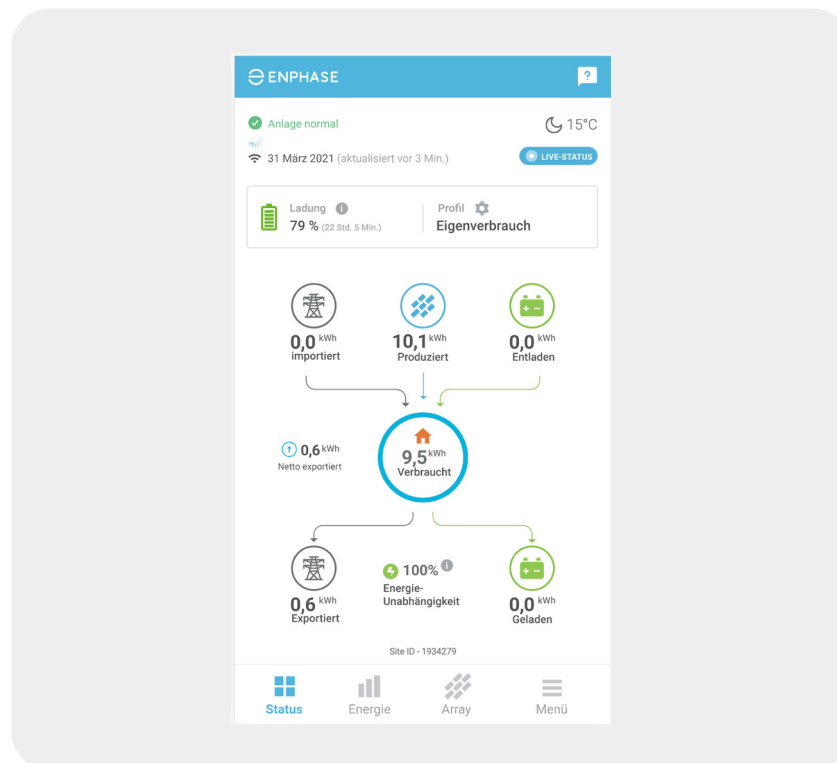 ENPHASE
?
Anlage normal
15°C
31 März 2021 (aktualisiert vor 3 Min.)
LIVE-STATUS
Ladung i
79 % (22 Std. 5 Min.)
Profil
Eigenverbrauch
0,0 kWh
importiert
10,1 kWh
Produziert
0,0 kWh
Entladen
0,6 kWh
Netto exportiert
9,5 kWh
Verbraucht
0,6 kWh
Exportiert
100% i
Energie-
Unabhängigkeit
0,0 kWh
Geladen
Site ID - 1934279
Status
Energie
Array
Menü